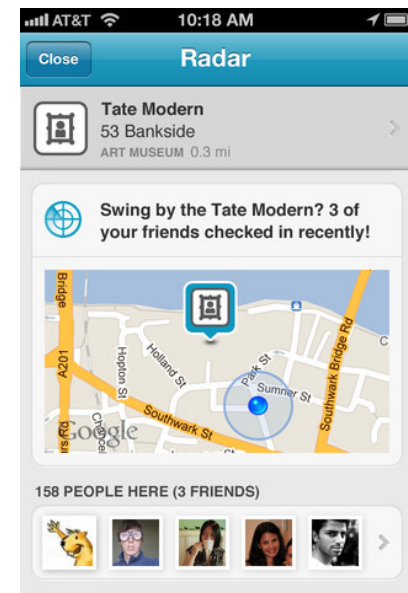 AT&T 10:18 AM
Close Radar
Tate Modern
53 Bankside
ART MUSEUM 0.3 mi
Swing by the Tate Modern? 3 of
your friends checked in recently!
Bridge
A201
Hopton St
Holland St
Park St
Sumner St
Southwark St
Southwark Bridge Rd
Google
158 PEOPLE HERE (3 FRIENDS)